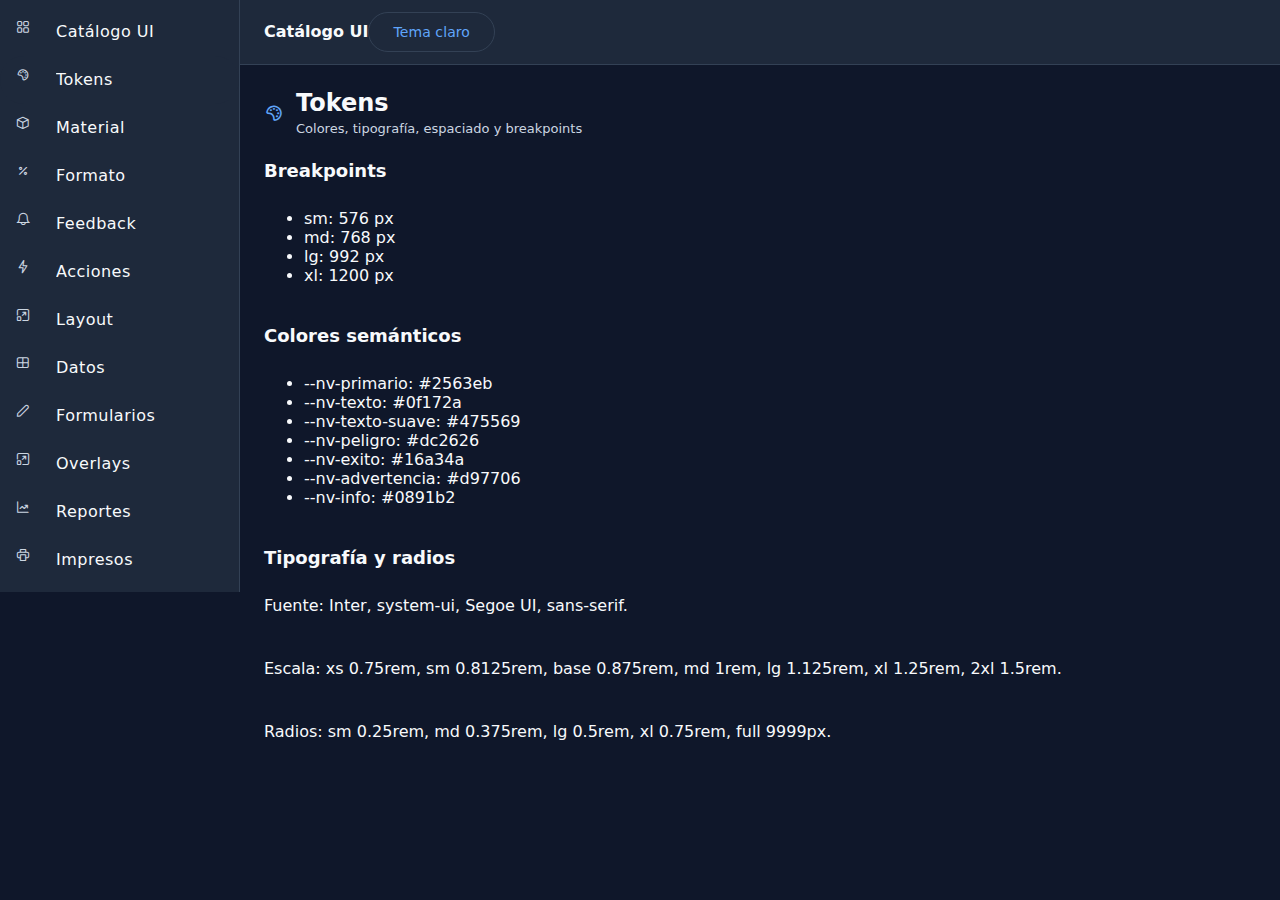 Catálogo UI
Tokens
Material
Formato
Feedback
Acciones
Layout
Datos
Formularios
Overlays
Reportes
Impresos
Catálogo UI
Tema claro
Tokens
Colores, tipografía, espaciado y breakpoints
Breakpoints
sm: 576 px
md: 768 px
lg: 992 px
xl: 1200 px
Colores semánticos
--nv-primario: #2563eb
--nv-texto: #0f172a
--nv-texto-suave: #475569
--nv-peligro: #dc2626
--nv-exito: #16a34a
--nv-advertencia: #d97706
--nv-info: #0891b2
Tipografía y radios
Fuente: Inter, system-ui, Segoe UI, sans-serif.
Escala: xs 0.75rem, sm 0.8125rem, base 0.875rem, md 1rem, lg 1.125rem, xl 1.25rem, 2xl 1.5rem.
Radios: sm 0.25rem, md 0.375rem, lg 0.5rem, xl 0.75rem, full 9999px.